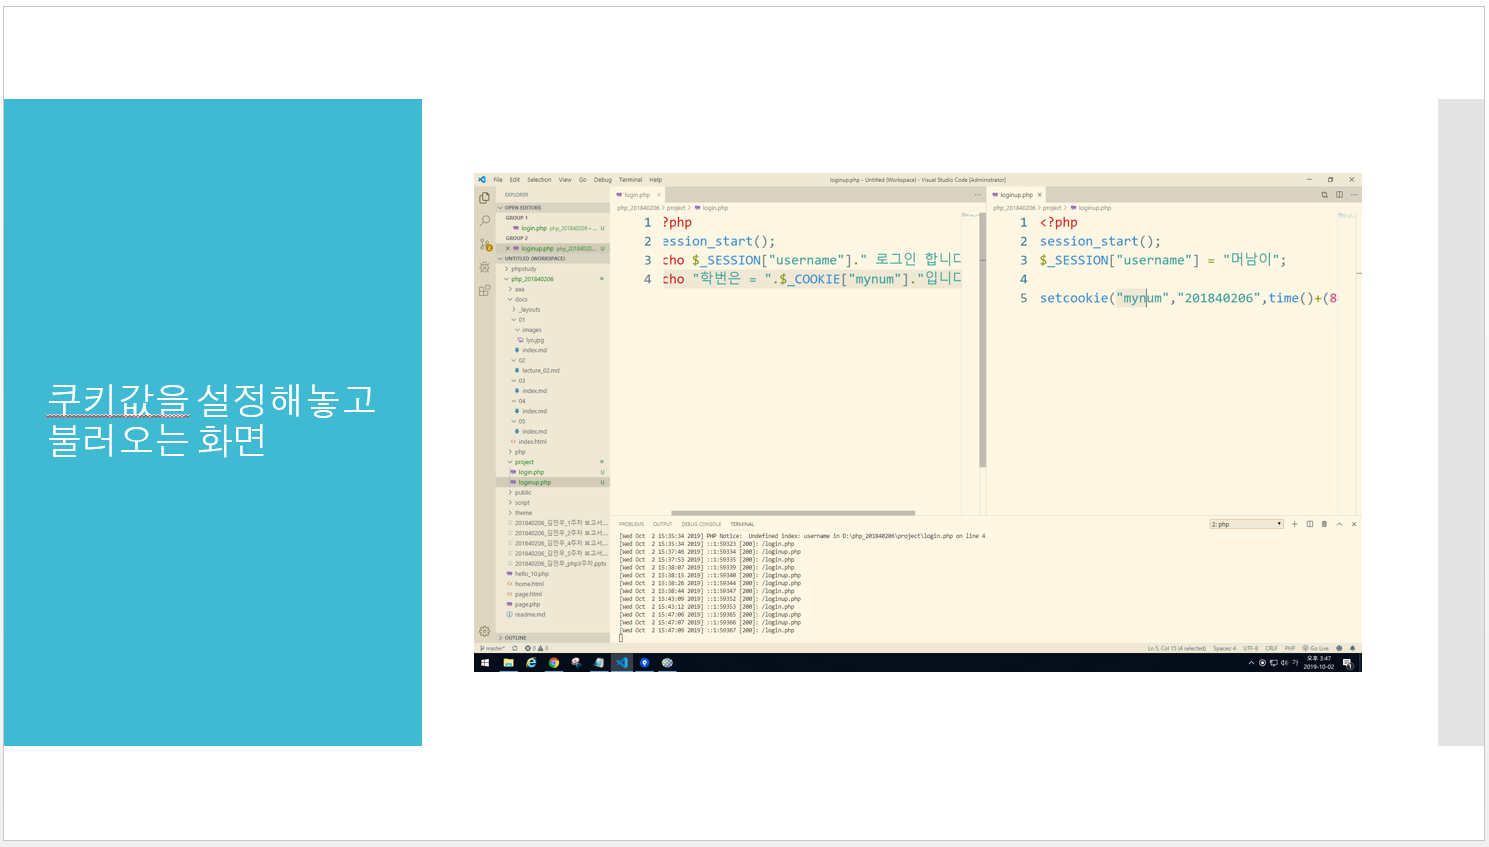 쿠키값을 설정해놓고
불러오는 화면
File Edit Selection View Go Debug Terminal Help
loginup.php - Untitled (Workspace) - Visual Studio Code [Administrator]
EXPLORER
OPEN EDITORS
GROUP 1
login.php php_201840206 • ... U
GROUP 2
loginup.php php_20184020... U
UNTITLED (WORKSPACE)
phpstudy
php_201840206
aaa
docs
_layouts
01
images
lyo.jpg
index.md
02
lecture_02.md
03
index.md
04
index.md
05
index.md
index.html
php
project
login.php U
loginup.php U
public
script
theme
201840206_김민우_1주차 보고서....
201840206_김민우_2주차 보고서....
201840206_김민우_4주차 보고서....
201840206_김민우_5주차 보고서....
201840206_김민우_php3주차.pptx
hello_10.php
home.html
page.html
page.php
readme.md
OUTLINE
login.php
php_201840206 > project > login.php
1 ?php
2 ession_start();
3 cho $_SESSION["username"]." 로그인 합니다
4 cho "학번은 = ".$_COOKIE["mynum"]."입니다
loginup.php
php_201840206 > project > loginup.php
1 <?php
2 session_start();
3 $_SESSION["username"] = "머남이";
4
5 setcookie("mynum","201840206",time()+(8
PROBLEMS OUTPUT DEBUG CONSOLE TERMINAL
2: php
[Wed Oct  2 15:35:34 2019] PHP Notice:  Undefined index: username in D:\php_201840206\project\login.php on line 4
[Wed Oct  2 15:35:34 2019] ::1:59323 [200]: /login.php
[Wed Oct  2 15:37:46 2019] ::1:59334 [200]: /loginup.php
[Wed Oct  2 15:37:53 2019] ::1:59335 [200]: /login.php
[Wed Oct  2 15:38:07 2019] ::1:59339 [200]: /loginup.php
[Wed Oct  2 15:38:15 2019] ::1:59340 [200]: /loginup.php
[Wed Oct  2 15:38:26 2019] ::1:59344 [200]: /loginup.php
[Wed Oct  2 15:38:44 2019] ::1:59347 [200]: /login.php
[Wed Oct  2 15:43:09 2019] ::1:59352 [200]: /loginup.php
[Wed Oct  2 15:43:12 2019] ::1:59353 [200]: /login.php
[Wed Oct  2 15:47:06 2019] ::1:59365 [200]: /loginup.php
[Wed Oct  2 15:47:07 2019] ::1:59366 [200]: /loginup.php
[Wed Oct  2 15:47:09 2019] ::1:59367 [200]: /login.php
master* 0 0
Ln 5, Col 15 (4 selected) Spaces: 4 UTF-8 CRLF PHP Go Live
가
오후 3:47
2019-10-02